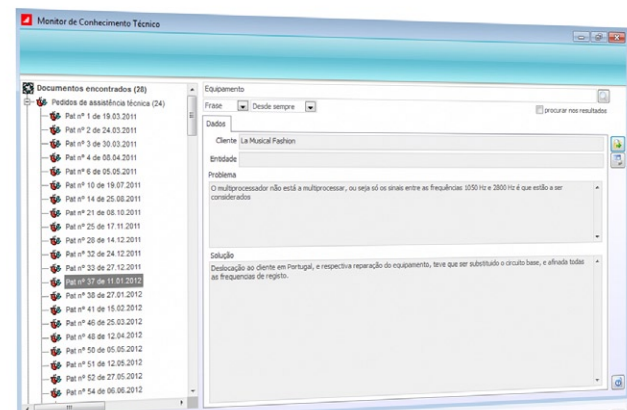 Monitor de Conhecimento Técnico
Documentos encontrados (28)
Pedidos de assistência técnica (24)
Pat nº 1 de 19.03.2011
Pat nº 2 de 24.03.2011
Pat nº 3 de 30.03.2011
Pat nº 4 de 08.04.2011
Pat nº 6 de 05.05.2011
Pat nº 10 de 19.07.2011
Pat nº 14 de 25.08.2011
Pat nº 21 de 08.10.2011
Pat nº 25 de 17.11.2011
Pat nº 28 de 14.12.2011
Pat nº 32 de 24.12.2011
Pat nº 33 de 27.12.2011
Pat nº 37 de 11.01.2012
Pat nº 38 de 27.01.2012
Pat nº 41 de 15.02.2012
Pat nº 46 de 25.03.2012
Pat nº 48 de 12.04.2012
Pat nº 50 de 05.05.2012
Pat nº 51 de 12.05.2012
Pat nº 52 de 27.05.2012
Pat nº 54 de 06.06.2012
Equipamento
Frase Desde sempre procurar nos resultados
Dados
Cliente La Musical Fashion
Entidade
Problema
O multiprocessador não está a multiprocessar, ou seja só os sinais entre as frequências 1050 Hz e 2800 Hz é que estão a ser
considerados
Solução
Deslocação ao cliente em Portugal, e respectiva reparação do equipamento, teve que ser substituido o circuito base, e afinada todas
as frequencias de registo.